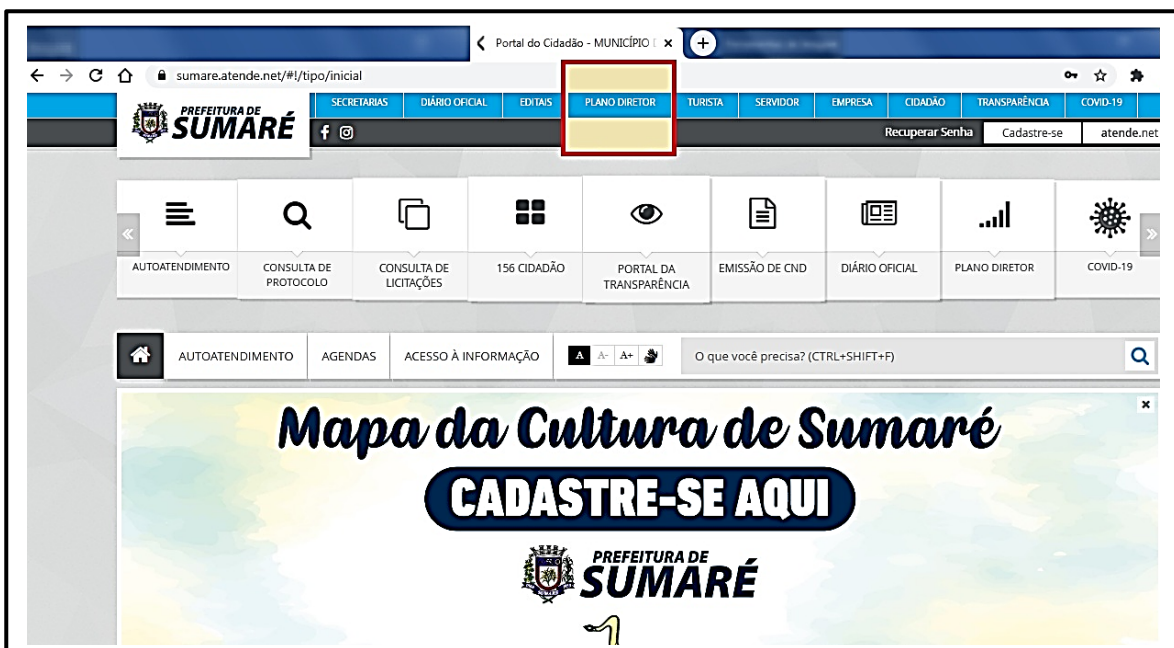 Portal do Cidadão - MUNICÍPIO
sumare.atende.net/#!/tipo/inicial
PREFEITURA DE
SUMARÉ
SECRETARIAS DIÁRIO OFICIAL EDITAIS PLANO DIRETOR TURISTA SERVIDOR EMPRESA CIDADÃO TRANSPARÊNCIA COVID-19
Recuperar Senha Cadastre-se atende.net
AUTOATENDIMENTO
CONSULTA DE
PROTOCOLO
CONSULTA DE
LICITAÇÕES
156 CIDADÃO
PORTAL DA
TRANSPARÊNCIA
EMISSÃO DE CND
DIÁRIO OFICIAL
PLANO DIRETOR
COVID-19
AUTOATENDIMENTO AGENDAS ACESSO À INFORMAÇÃO A A- A+ O que você precisa? (CTRL+SHIFT+F)
Mapa da Cultura de Sumaré
CADASTRE-SE AQUI
PREFEITURA DE
SUMARÉ